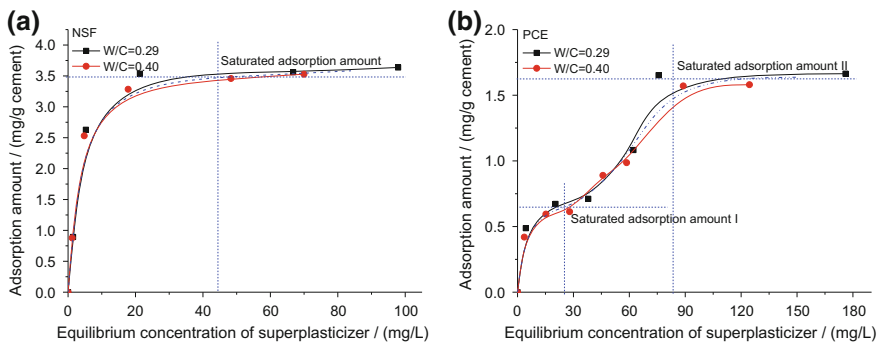 (a)
NSF
W/C=0.29
W/C=0.40
Saturated adsorption amount
Adsorption amount / (mg/g cement)
4.0
3.5
3.0
2.5
2.0
1.5
1.0
0.5
0.0
0 20 40 60 80 100
Equilibrium concentration of superplasticizer / (mg/L)
(b)
PCE
W/C=0.29
W/C=0.40
Saturated adsorption amount II
Saturated adsorption amount I
Adsorption amount / (mg/g cement)
2.0
1.5
1.0
0.5
0.0
0 30 60 90 120 150 180
Equilibrium concentration of superplasticizer / (mg/L)